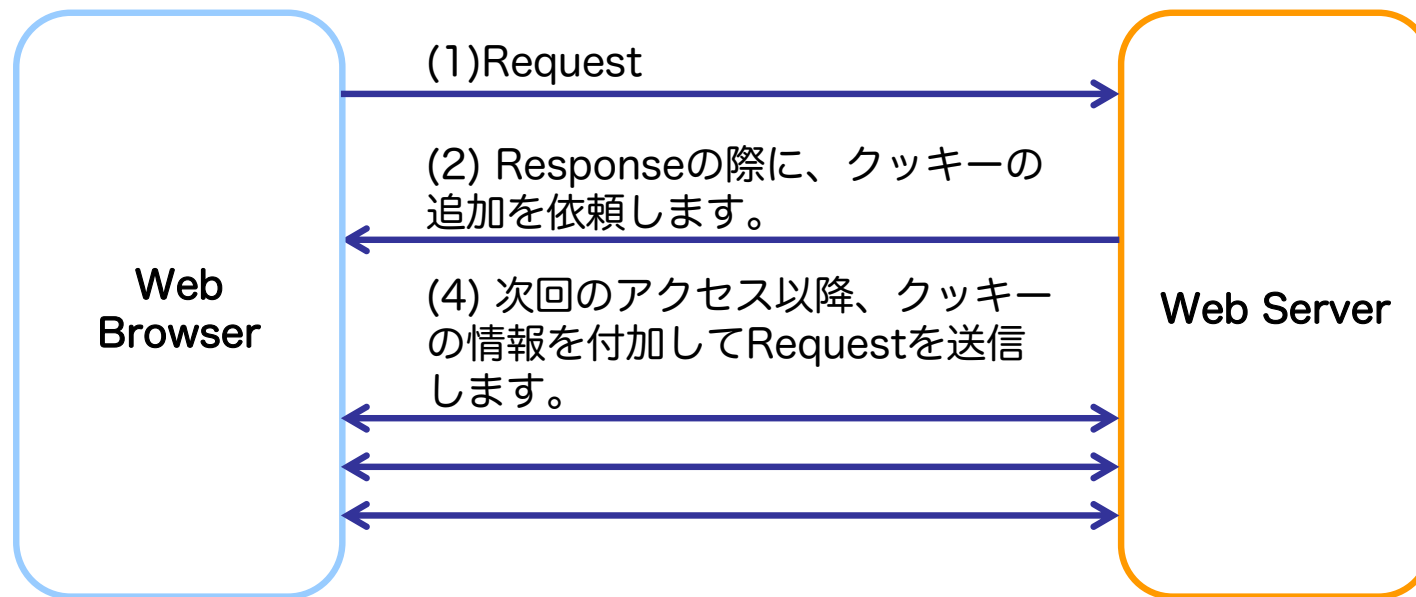 (1)Request
(2) Responseの際に、クッキーの
追加を依頼します。
(4) 次回のアクセス以降、クッキー
の情報を付加してRequestを送信
します。
Web
Browser
Web Server